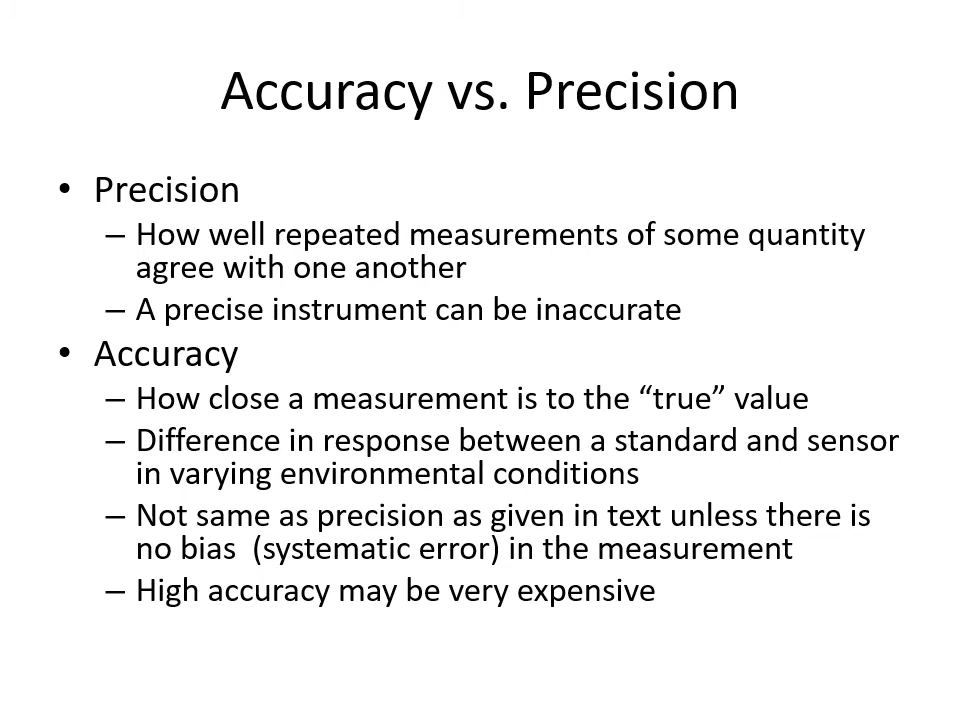 Accuracy vs. Precision
• Precision
– How well repeated measurements of some quantity
agree with one another
– A precise instrument can be inaccurate
• Accuracy
– How close a measurement is to the “true” value
– Difference in response between a standard and sensor
in varying environmental conditions
– Not same as precision as given in text unless there is
no bias  (systematic error) in the measurement
– High accuracy may be very expensive